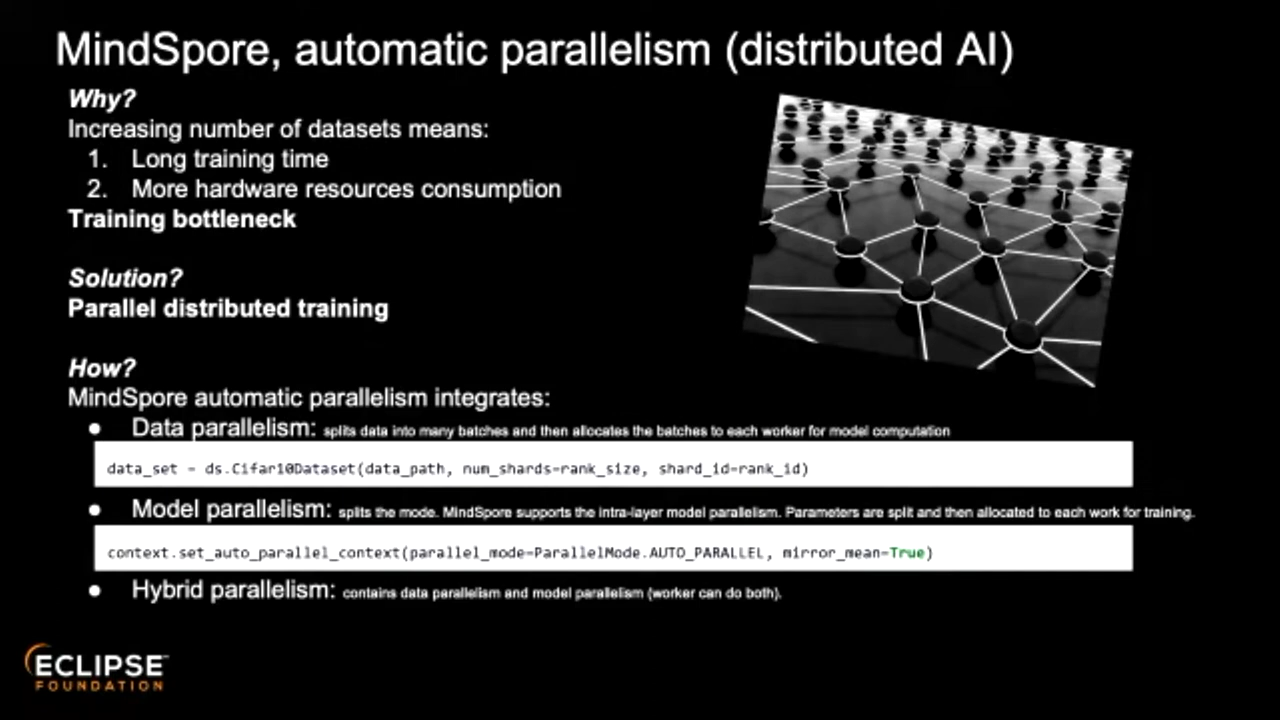 MindSpore, automatic parallelism (distributed AI)
Why?
Increasing number of datasets means:
1. Long training time
2. More hardware resources consumption
Training bottleneck
Solution?
Parallel distributed training
How?
MindSpore automatic parallelism integrates:
● Data parallelism: splits data into many batches and then allocates the batches to each worker for model computation
data_set = ds.Cifar10Dataset(data_path, num_shards=rank_size, shard_id=rank_id)
● Model parallelism: splits the mode. MindSpore supports the intra-layer model parallelism. Parameters are split and then allocated to each work for training.
context.set_auto_parallel_context(parallel_mode=ParallelMode.AUTO_PARALLEL, mirror_mean=True)
● Hybrid parallelism: contains data parallelism and model parallelism (worker can do both).
ECLIPSE™
FOUNDATION